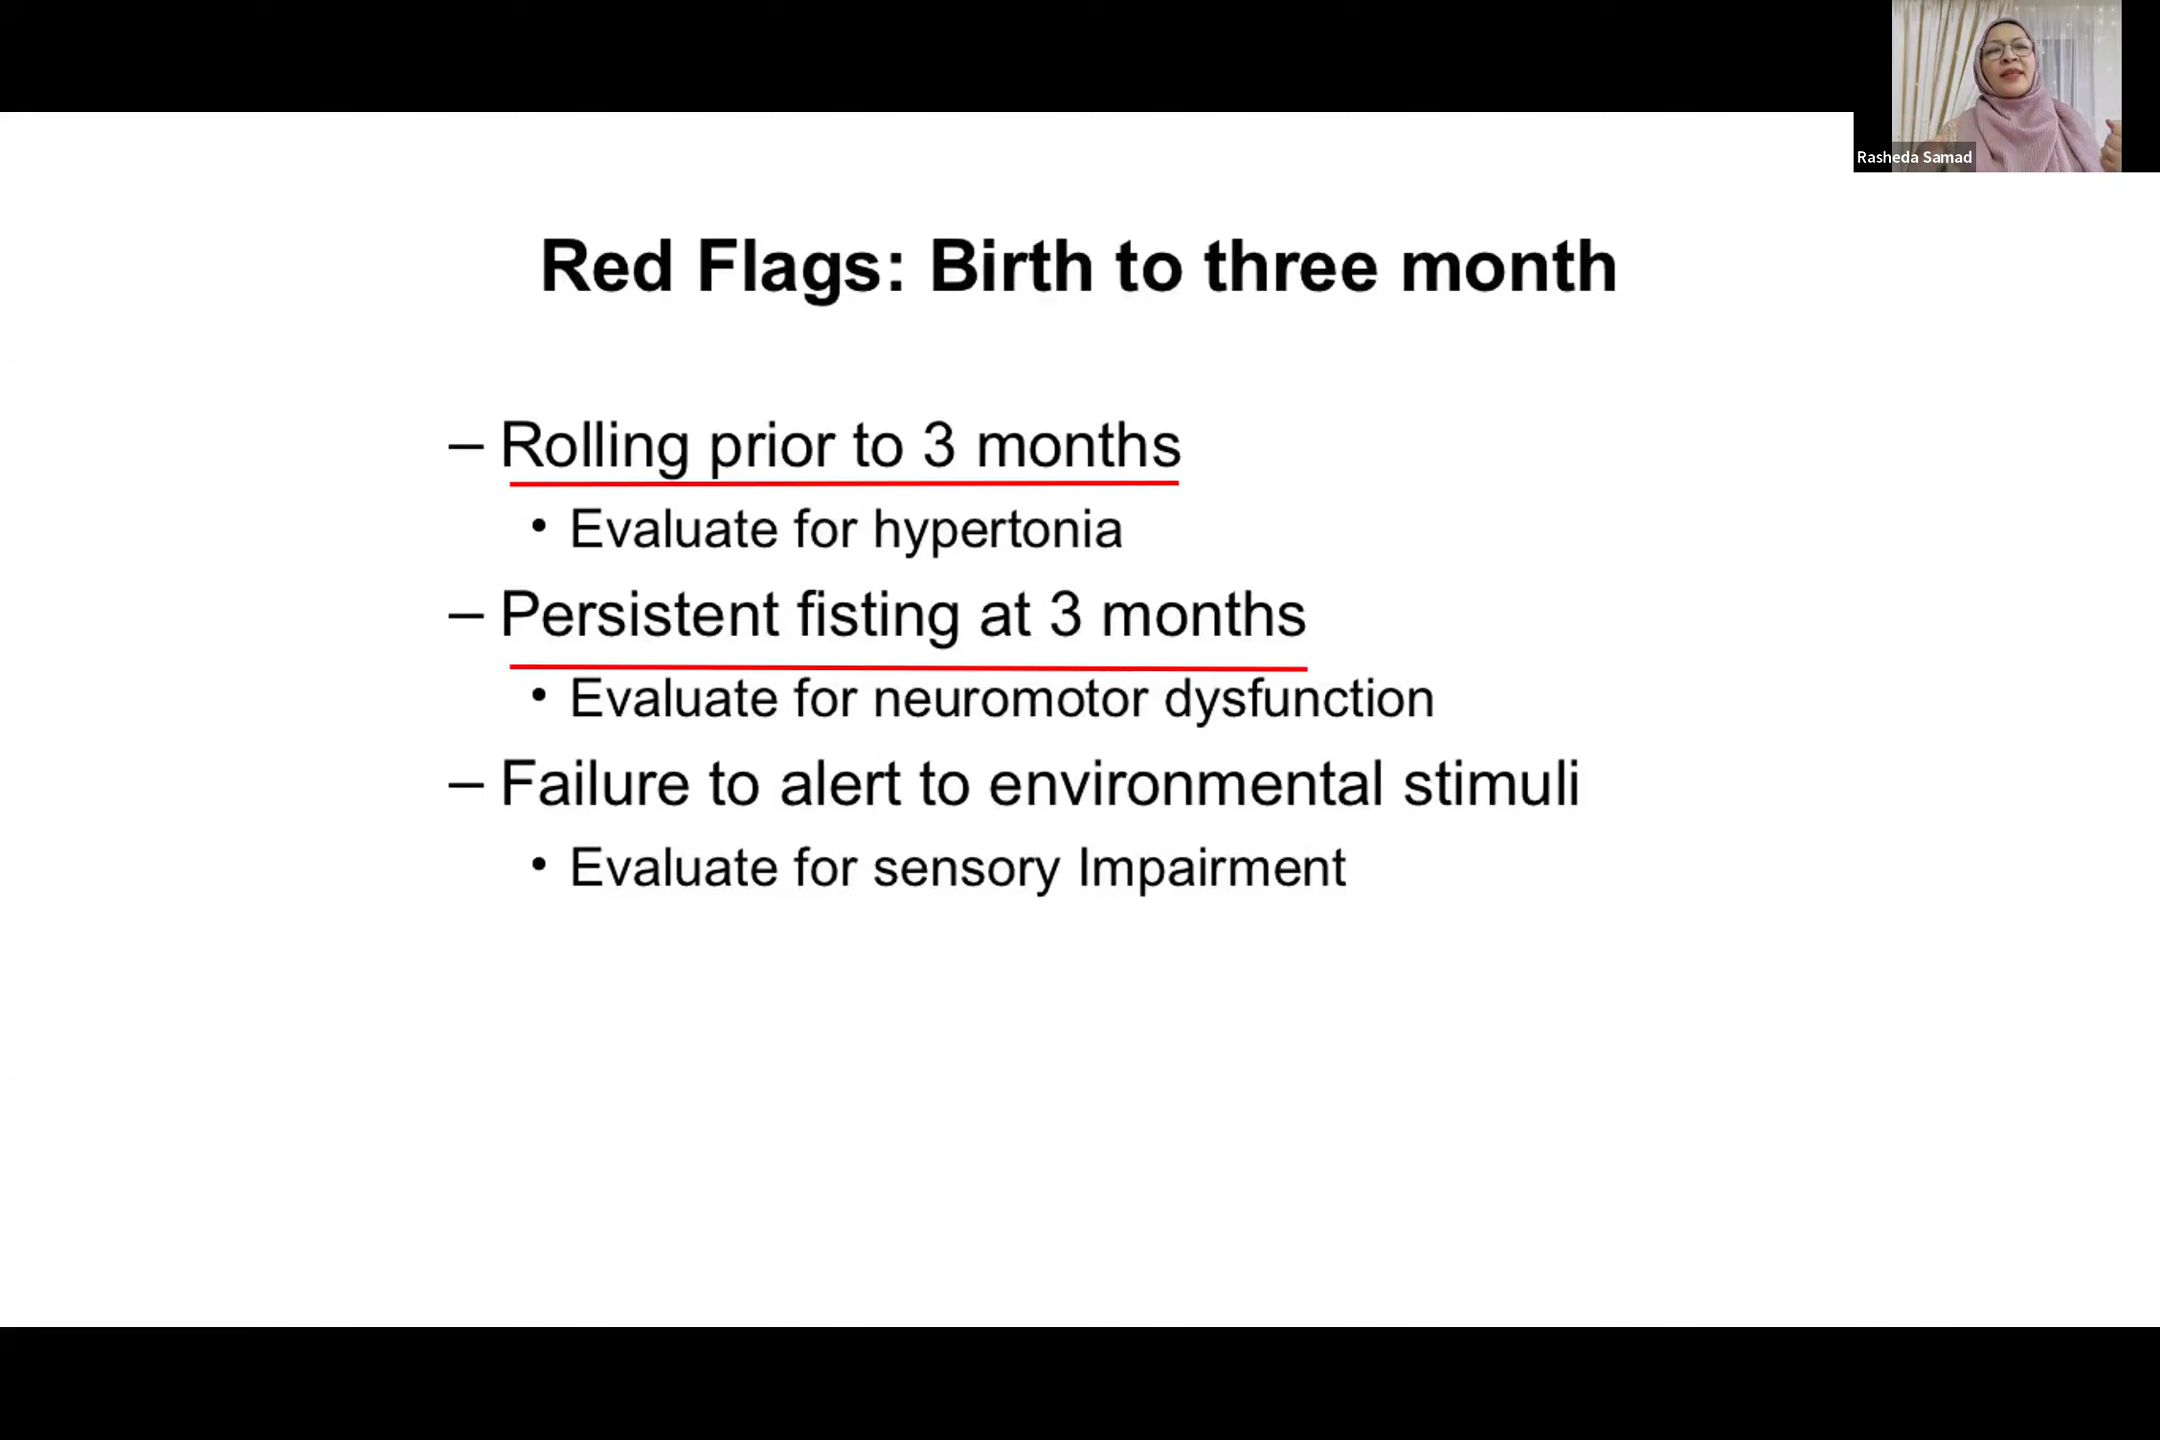 Rasheda Samad
Red Flags: Birth to three month
– Rolling prior to 3 months
• Evaluate for hypertonia
– Persistent fisting at 3 months
• Evaluate for neuromotor dysfunction
– Failure to alert to environmental stimuli
• Evaluate for sensory Impairment